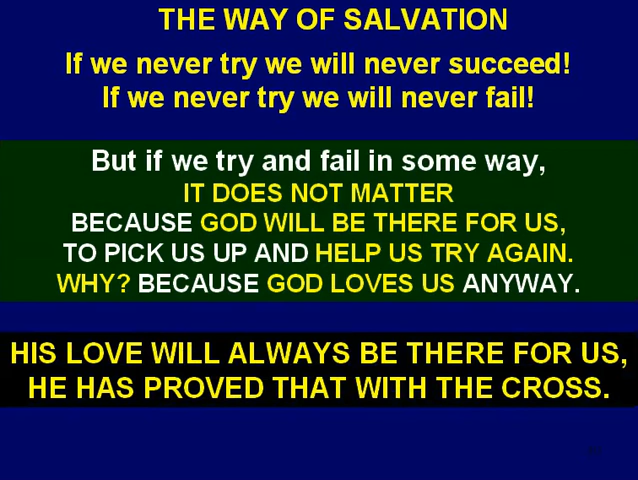 THE WAY OF SALVATION
If we never try we will never succeed!
If we never try we will never fail!
But if we try and fail in some way,
IT DOES NOT MATTER
BECAUSE GOD WILL BE THERE FOR US,
TO PICK US UP AND HELP US TRY AGAIN.
WHY? BECAUSE GOD LOVES US ANYWAY.
HIS LOVE WILL ALWAYS BE THERE FOR US,
HE HAS PROVED THAT WITH THE CROSS.